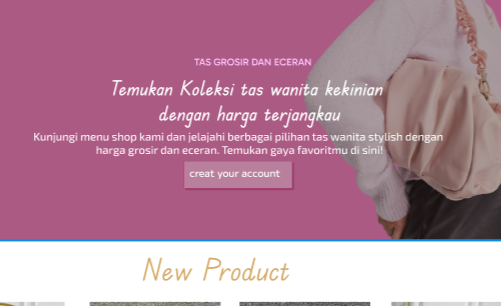 TAS GROSIR DAN ECERAN
Temukan Koleksi tas wanita kekinian
dengan harga terjangkau
Kunjungi menu shop kami dan jelajahi berbagai pilihan tas wanita stylish dengan
harga grosir dan eceran. Temukan gaya favoritmu di sini!
creat your account
New Product